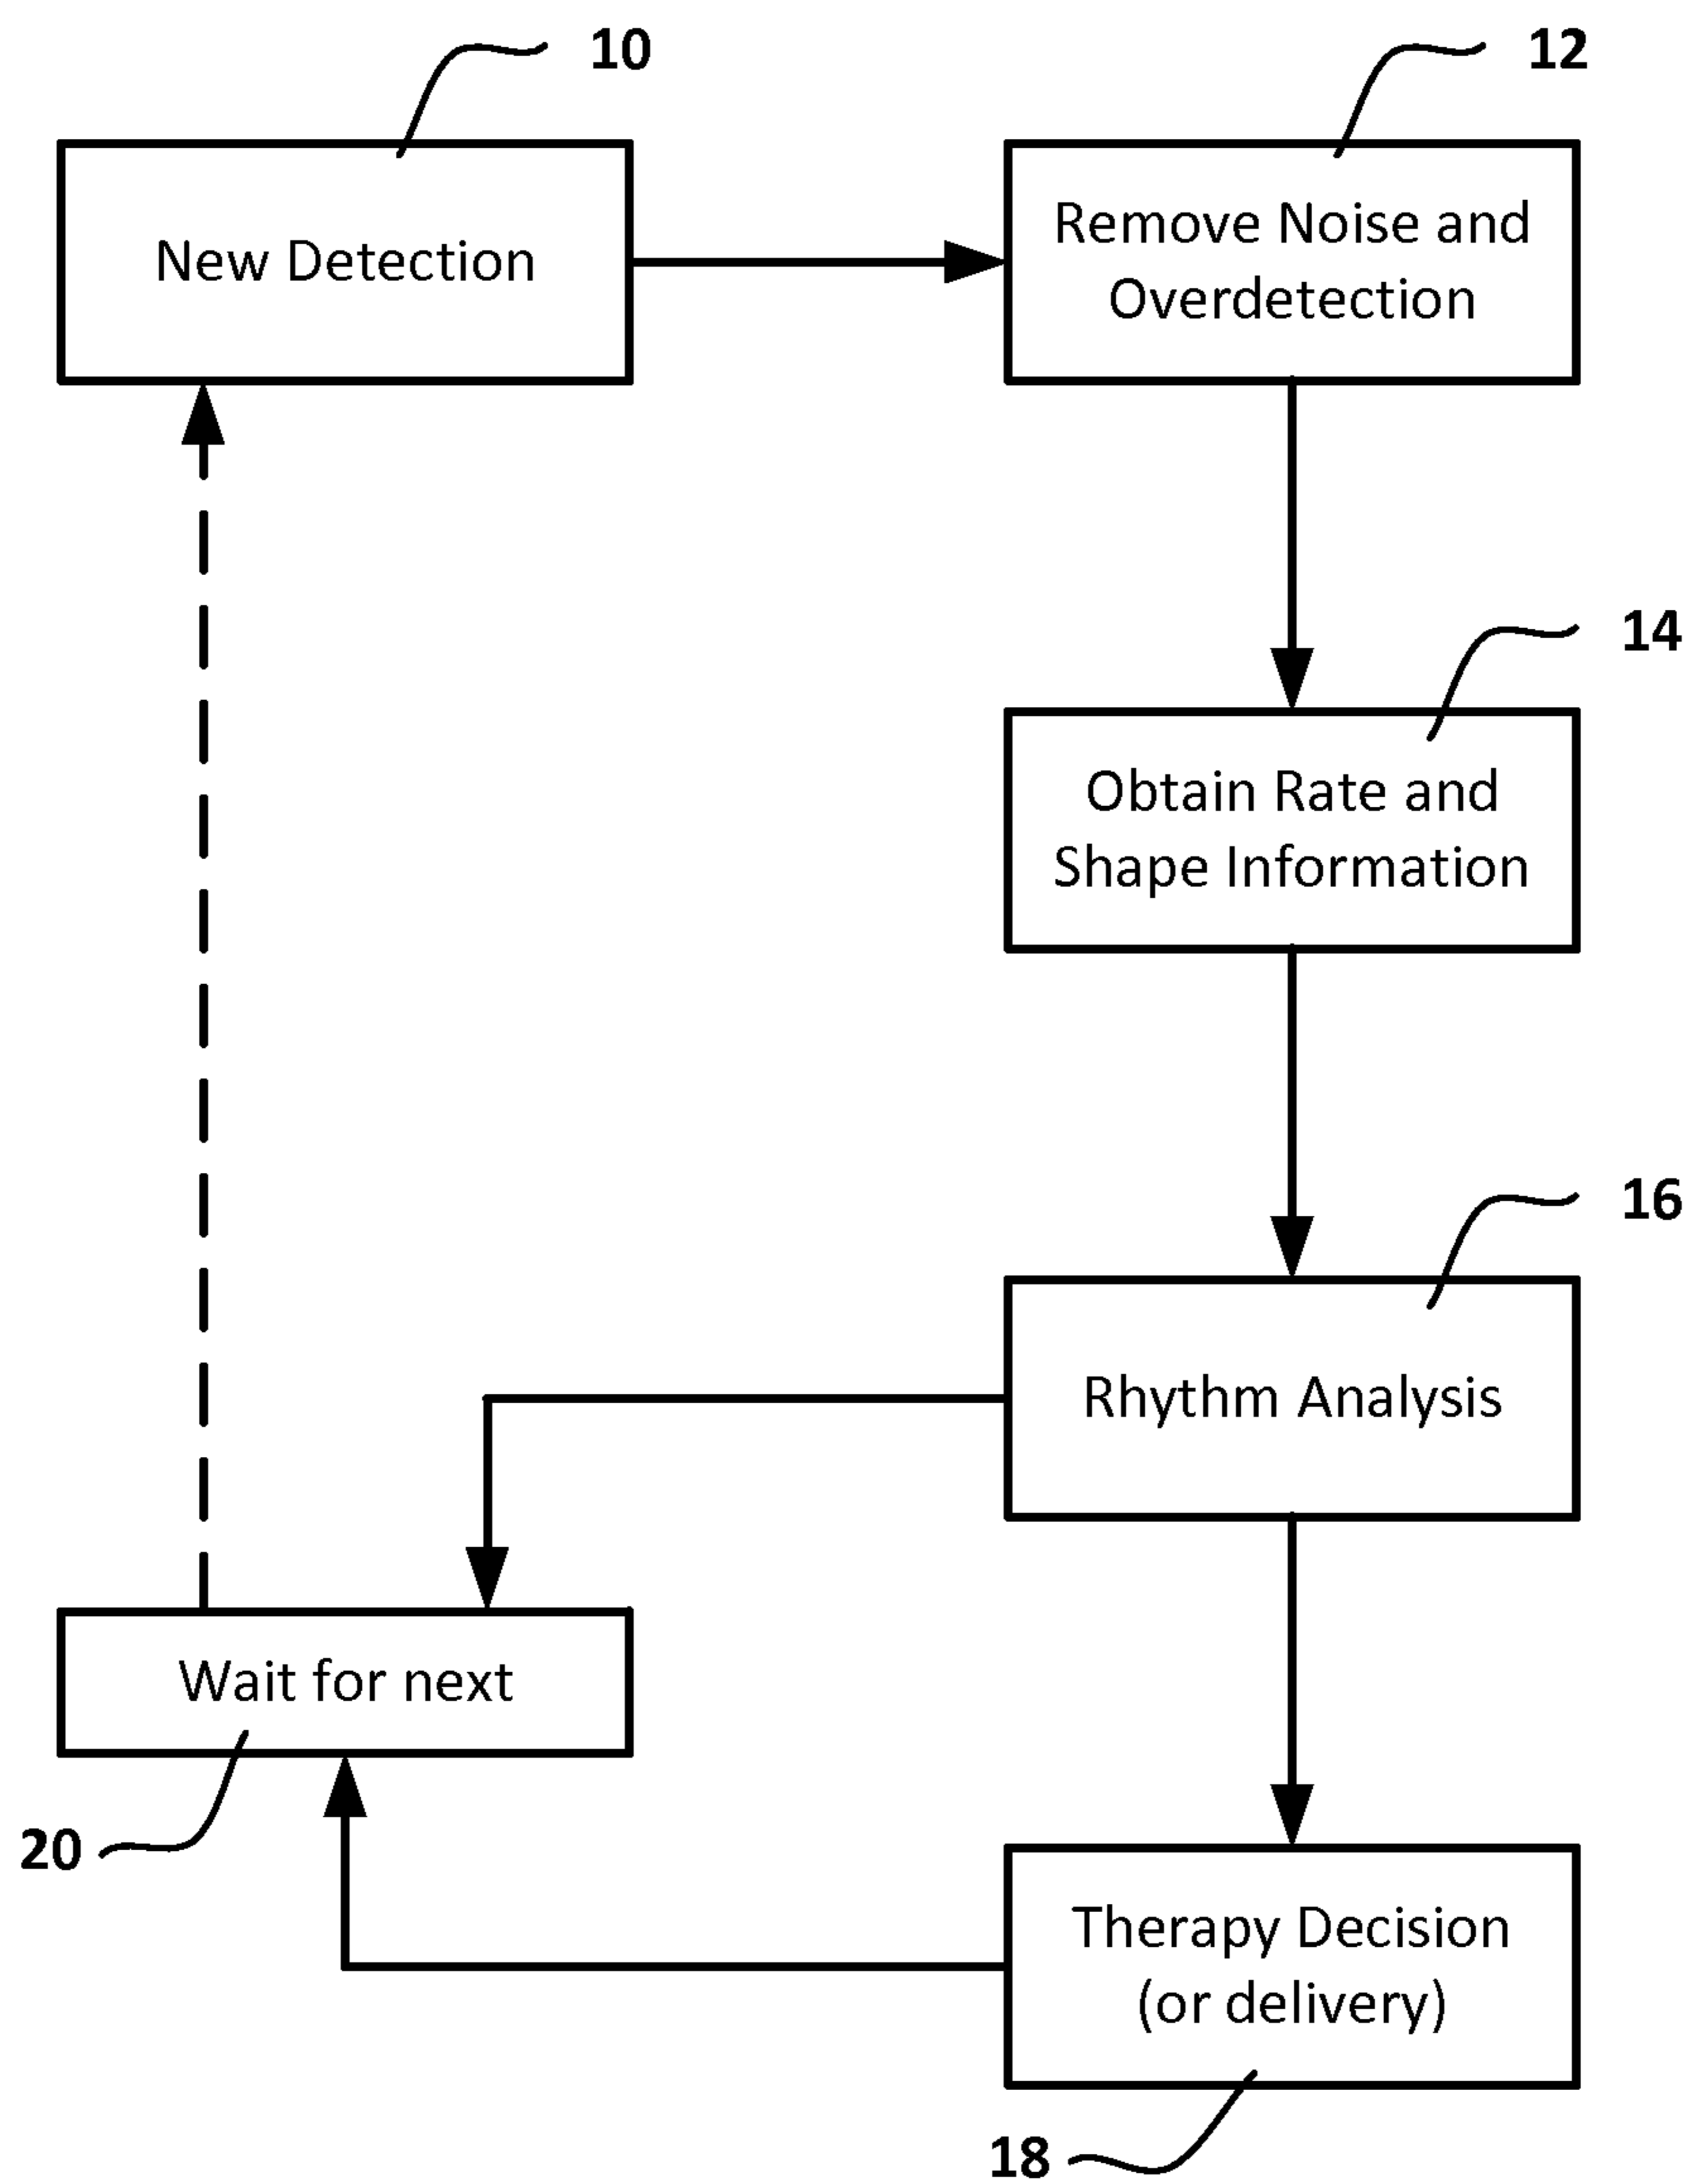 10
12
New Detection
Remove Noise and
Overdetection
14
Obtain Rate and
Shape Information
16
Rhythm Analysis
Wait for next
20
Therapy Decision
(or delivery)
18